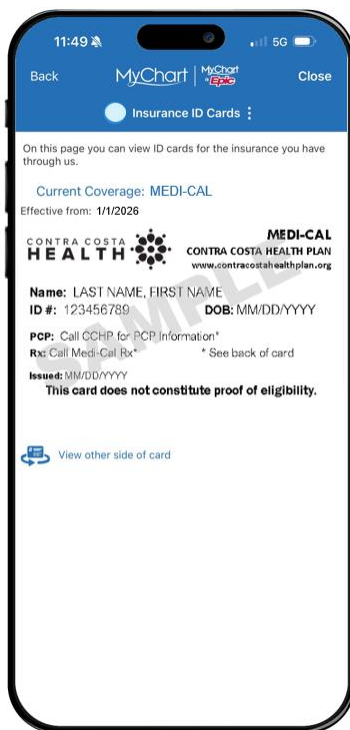 11:49 5G
Back MyChart | MyChart by Epic Close
Insurance ID Cards
On this page you can view ID cards for the insurance you have
through us.
Current Coverage: MEDI-CAL
Effective from: 1/1/2026
CONTRA COSTA
HEALTH
MEDI-CAL
CONTRA COSTA HEALTH PLAN
www.contracostahealthplan.org
SAMPLE
Name: LAST NAME, FIRST NAME
ID #: 123456789 DOB: MM/DD/YYYY
PCP: Call CCHP for PCP Information*
Rx: Call Medi-Cal Rx* * See back of card
Issued: MM/DD/YYYY
This card does not constitute proof of eligibility.
View other side of card